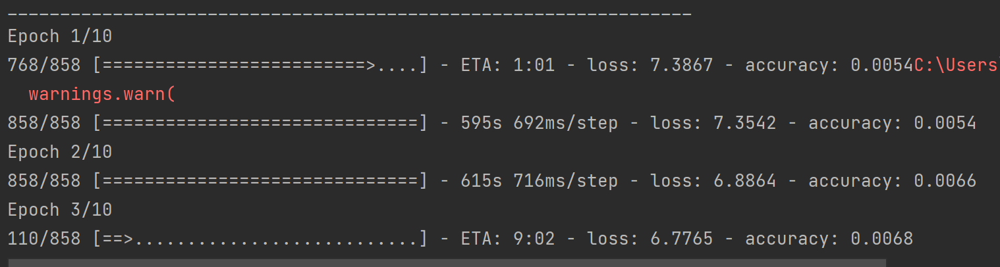 _________________________________________________________________
Epoch 1/10
768/858 [=========================>....] - ETA: 1:01 - loss: 7.3867 - accuracy: 0.0054C:\Users
  warnings.warn(
858/858 [==============================] - 595s 692ms/step - loss: 7.3542 - accuracy: 0.0054
Epoch 2/10
858/858 [==============================] - 615s 716ms/step - loss: 6.8864 - accuracy: 0.0066
Epoch 3/10
110/858 [==>...........................] - ETA: 9:02 - loss: 6.7765 - accuracy: 0.0068